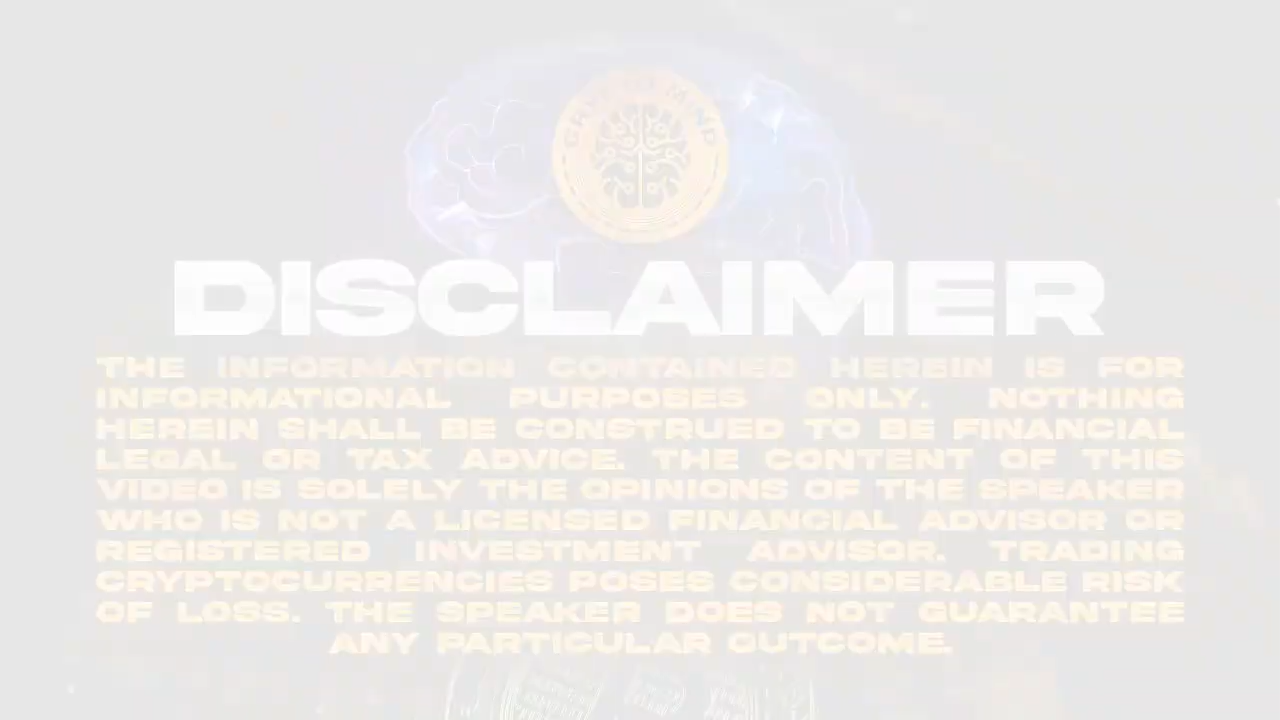 CRYPTO MIND
DISCLAIMER
THE INFORMATION CONTAINED HEREIN IS FOR
INFORMATIONAL PURPOSES ONLY. NOTHING
HEREIN SHALL BE CONSTRUED TO BE FINANCIAL
LEGAL OR TAX ADVICE. THE CONTENT OF THIS
VIDEO IS SOLELY THE OPINIONS OF THE SPEAKER
WHO IS NOT A LICENSED FINANCIAL ADVISOR OR
REGISTERED INVESTMENT ADVISOR. TRADING
CRYPTOCURRENCIES POSES CONSIDERABLE RISK
OF LOSS. THE SPEAKER DOES NOT GUARANTEE
ANY PARTICULAR OUTCOME.